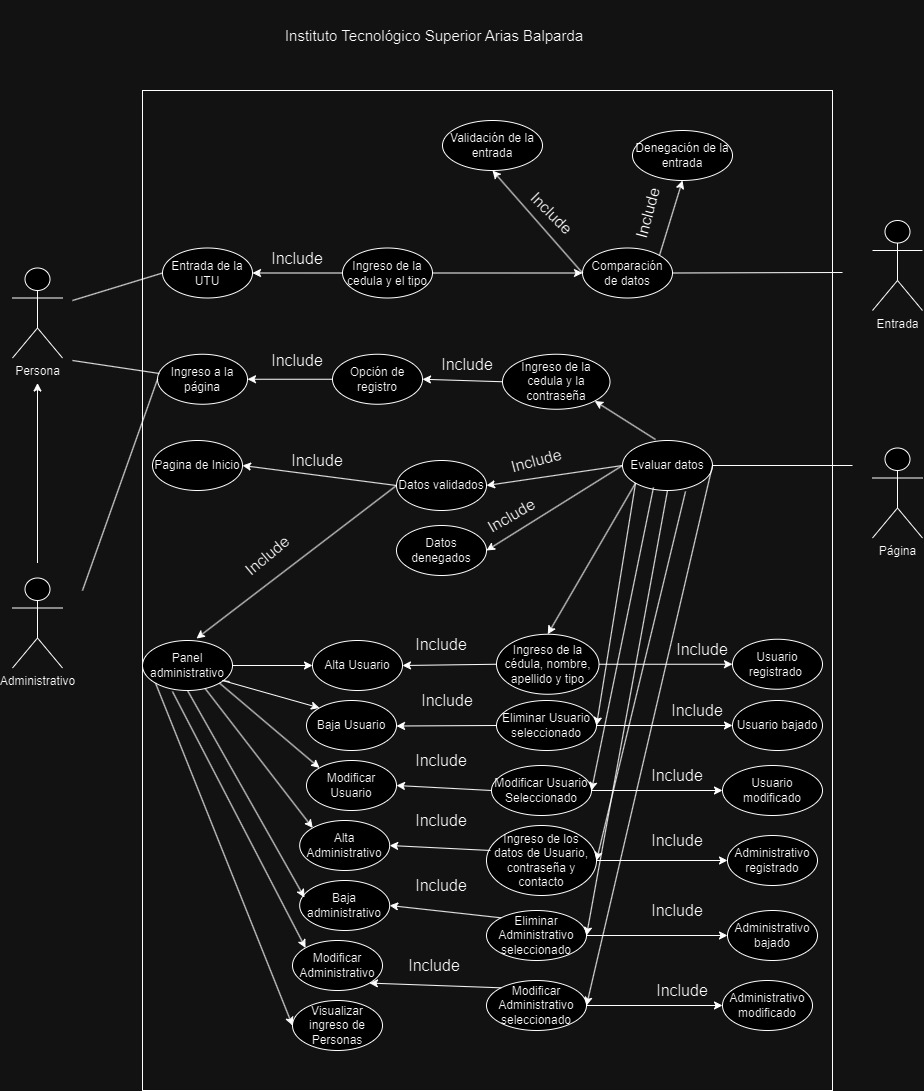 Instituto Tecnológico Superior Arias Balparda
Validación de la
entrada
Denegación de la
entrada
Include
Include
Entrada de la
UTU
Include
Ingreso de la
cedula y el tipo
Comparación
de datos
Entrada
Persona
Ingreso a la
página
Include
Opción de
registro
Include
Ingreso de la
cedula y la
contraseña
Pagina de Inicio
Include
Datos validados
Include
Evaluar datos
Include
Datos
denegados
Página
Include
Administrativo
Panel
administrativo
Alta Usuario
Include
Ingreso de la
cédula, nombre,
apellido y tipo
Include
Usuario
registrado
Baja Usuario
Include
Eliminar Usuario
seleccionado
Include
Usuario bajado
Modificar
Usuario
Include
Modificar Usuario
Seleccionado
Include
Usuario
modificado
Alta
Administrativo
Include
Ingreso de los
datos de Usuario,
contraseña y
contacto
Include
Administrativo
registrado
Baja
administrativo
Include
Eliminar
Administrativo
seleccionado
Include
Administrativo
bajado
Modificar
Administrativo
Include
Modificar
Administrativo
seleccionado
Include
Administrativo
modificado
Visualizar
ingreso de
Personas